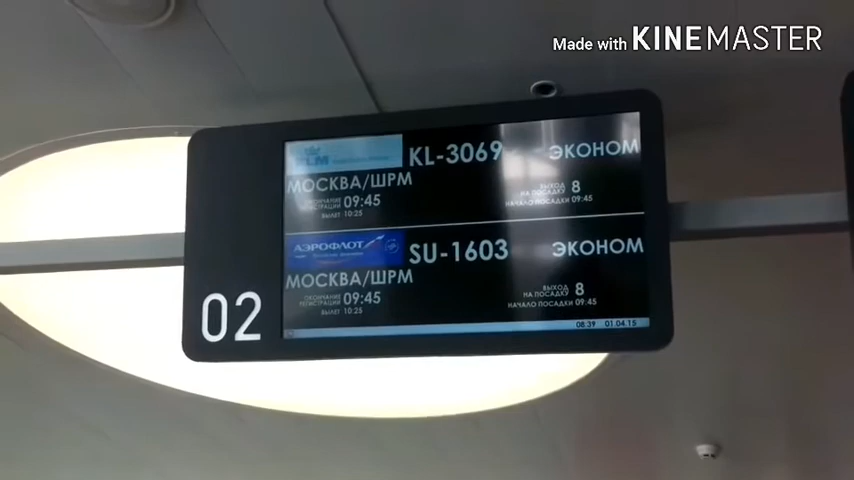 Made with KINEMASTER
KLM KL-3069 ЭКОНОМ
МОСКВА/ШРМ
ОКОНЧАНИЕ РЕГИСТРАЦИИ 09:45
ВЫЛЕТ 10:25
ВЫХОД НА ПОСАДКУ 8
НАЧАЛО ПОСАДКИ 09:45
АЭРОФЛОТ SU-1603 ЭКОНОМ
МОСКВА/ШРМ
ОКОНЧАНИЕ РЕГИСТРАЦИИ 09:45
ВЫЛЕТ 10:25
ВЫХОД НА ПОСАДКУ 8
НАЧАЛО ПОСАДКИ 09:45
02
08:39 01.04.15